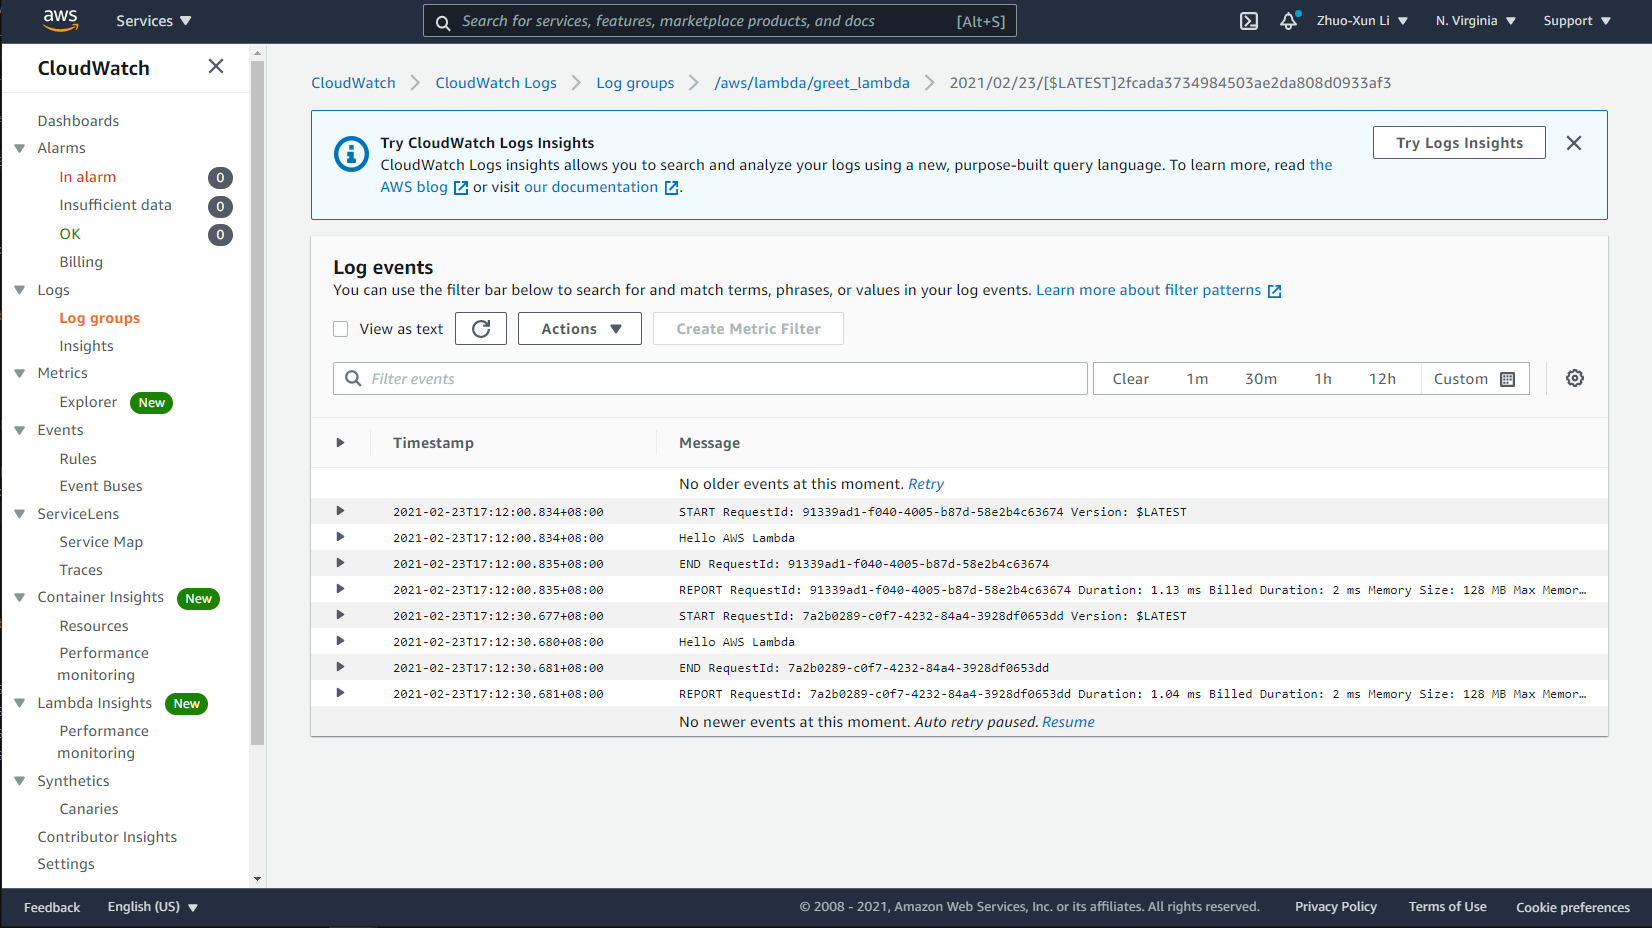 aws
Services
Search for services, features, marketplace products, and docs [Alt+S]
Zhuo-Xun Li
N. Virginia
Support
CloudWatch
Dashboards
Alarms
In alarm 0
Insufficient data 0
OK 0
Billing
Logs
Log groups
Insights
Metrics
Explorer New
Events
Rules
Event Buses
ServiceLens
Service Map
Traces
Container Insights New
Resources
Performance
monitoring
Lambda Insights New
Performance
monitoring
Synthetics
Canaries
Contributor Insights
Settings
CloudWatch CloudWatch Logs Log groups /aws/lambda/greet_lambda 2021/02/23/[$LATEST]2fcada3734984503ae2da808d0933af3
Try CloudWatch Logs Insights
CloudWatch Logs insights allows you to search and analyze your logs using a new, purpose-built query language. To learn more, read the
AWS blog or visit our documentation .
Try Logs Insights
Log events
You can use the filter bar below to search for and match terms, phrases, or values in your log events. Learn more about filter patterns
View as text Actions Create Metric Filter
Filter events Clear 1m 30m 1h 12h Custom
Timestamp Message
No older events at this moment. Retry
2021-02-23T17:12:00.834+08:00 START RequestId: 91339ad1-f040-4005-b87d-58e2b4c63674 Version: $LATEST
2021-02-23T17:12:00.834+08:00 Hello AWS Lambda
2021-02-23T17:12:00.835+08:00 END RequestId: 91339ad1-f040-4005-b87d-58e2b4c63674
2021-02-23T17:12:00.835+08:00 REPORT RequestId: 91339ad1-f040-4005-b87d-58e2b4c63674 Duration: 1.13 ms Billed Duration: 2 ms Memory Size: 128 MB Max Memor…
2021-02-23T17:12:30.677+08:00 START RequestId: 7a2b0289-c0f7-4232-84a4-3928df0653dd Version: $LATEST
2021-02-23T17:12:30.680+08:00 Hello AWS Lambda
2021-02-23T17:12:30.681+08:00 END RequestId: 7a2b0289-c0f7-4232-84a4-3928df0653dd
2021-02-23T17:12:30.681+08:00 REPORT RequestId: 7a2b0289-c0f7-4232-84a4-3928df0653dd Duration: 1.04 ms Billed Duration: 2 ms Memory Size: 128 MB Max Memor…
No newer events at this moment. Auto retry paused. Resume
Feedback English (US) © 2008 - 2021, Amazon Web Services, Inc. or its affiliates. All rights reserved. Privacy Policy Terms of Use Cookie preferences